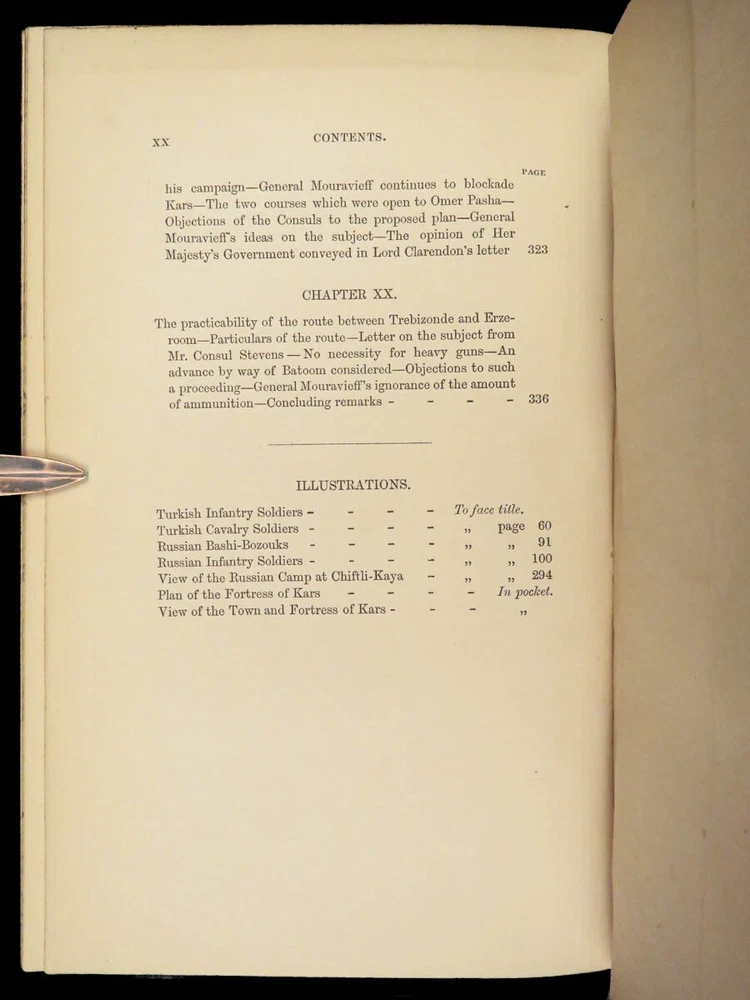 xx
CONTENTS.
PAGE
his campaign—General Mouravieff continues to blockade
Kars—The two courses which were open to Omer Pasha—
Objections of the Consuls to the proposed plan—General
Mouravieff's ideas on the subject—The opinion of Her
Majesty's Government conveyed in Lord Clarendon's letter 323
CHAPTER XX.
The practicability of the route between Trebizonde and Erze-
room—Particulars of the route—Letter on the subject from
Mr. Consul Stevens—No necessity for heavy guns—An
advance by way of Batoom considered—Objections to such
a proceeding—General Mouravieff's ignorance of the amount
of ammunition—Concluding remarks - - - - 336
ILLUSTRATIONS.
Turkish Infantry Soldiers - - - - To face title.
Turkish Cavalry Soldiers - - - - „ page 60
Russian Bashi-Bozouks - - - - „ „ 91
Russian Infantry Soldiers - - - - „ „ 100
View of the Russian Camp at Chiftli-Kaya - „ „ 294
Plan of the Fortress of Kars - - - - In pocket.
View of the Town and Fortress of Kars - - - „